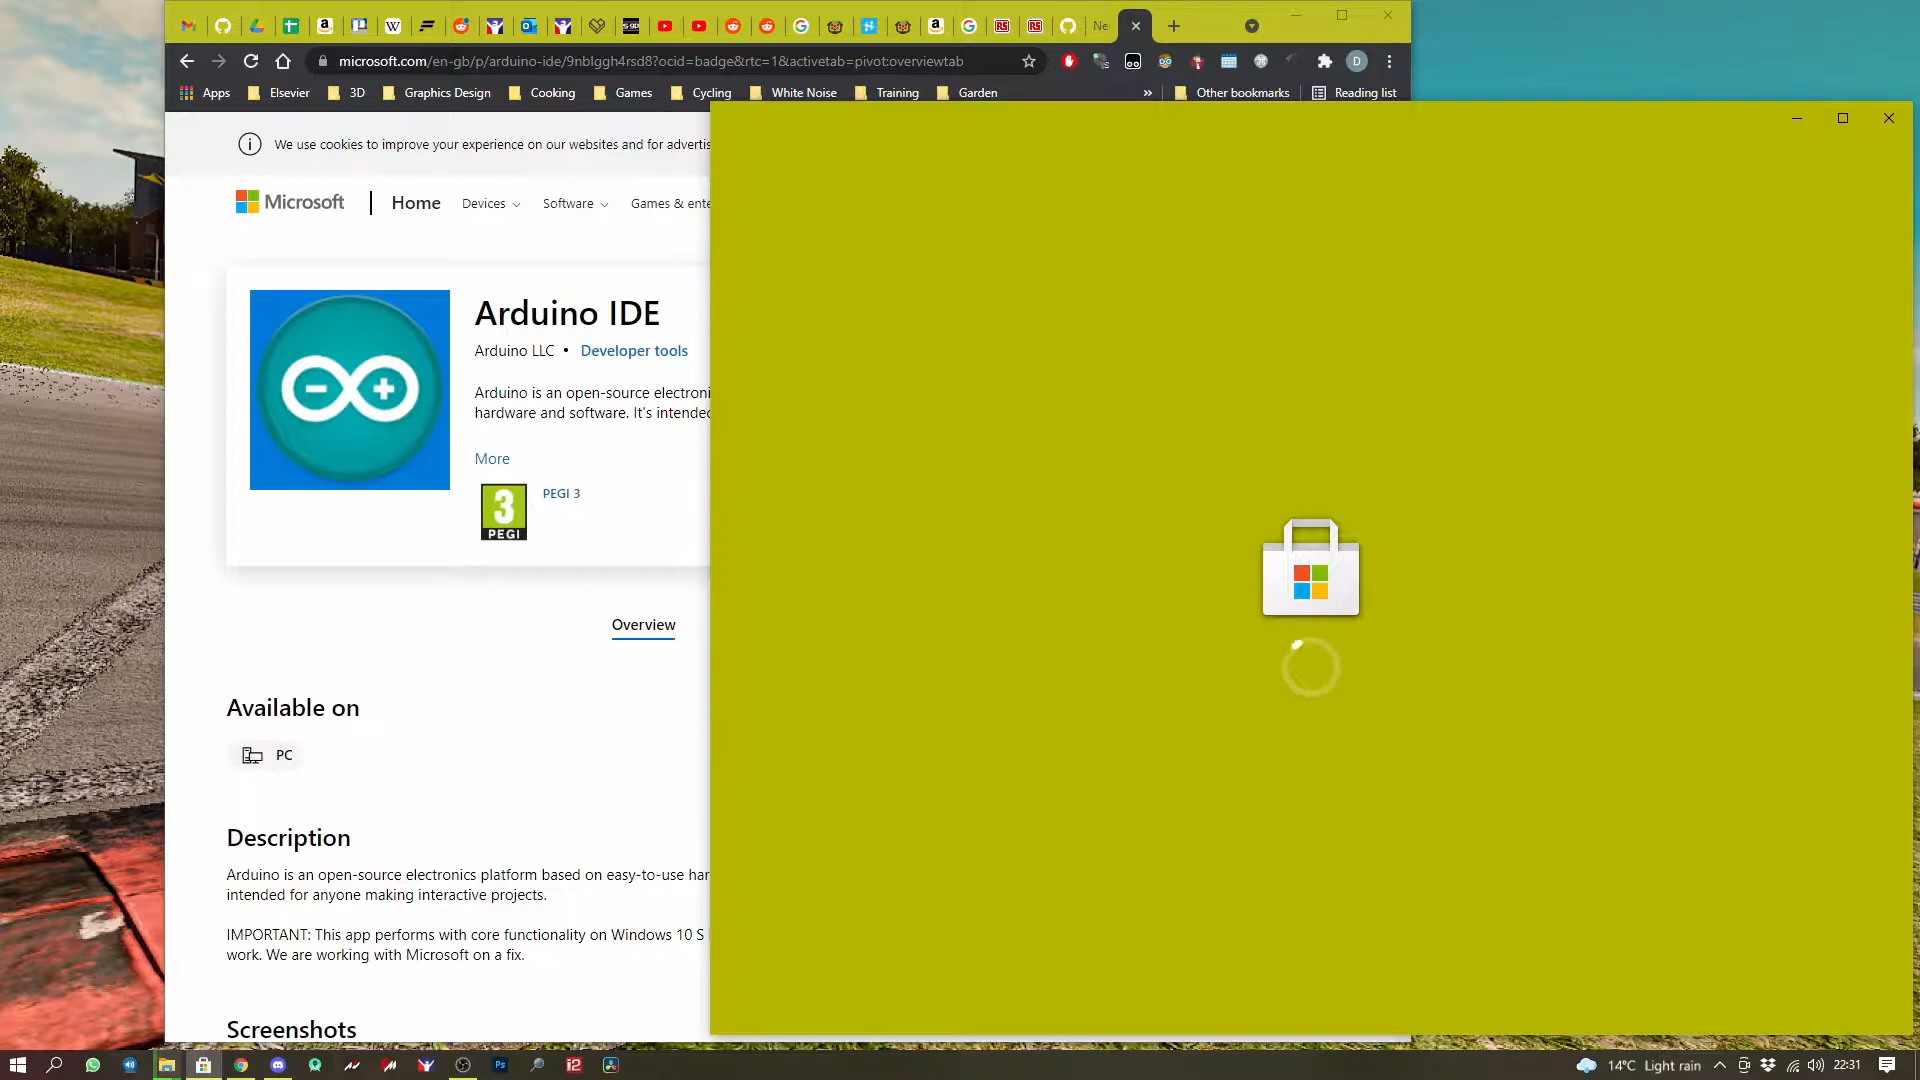 Ne
microsoft.com/en-gb/p/arduino-ide/9nblggh4rsd8?ocid=badge&rtc=1&activetab=pivot:overviewtab
D
Apps Elsevier 3D Graphics Design Cooking Games Cycling White Noise Training Garden » Other bookmarks Reading list
We use cookies to improve your experience on our websites and for advertis
Microsoft Home Devices Software Games & ente
Arduino IDE
Arduino LLC • Developer tools
Arduino is an open-source electroni
hardware and software. It's intended
More
3
PEGI
PEGI 3
Overview
Available on
PC
Description
Arduino is an open-source electronics platform based on easy-to-use har
intended for anyone making interactive projects.
IMPORTANT: This app performs with core functionality on Windows 10 S
work. We are working with Microsoft on a fix.
Screenshots
Ps i2 14°C Light rain 22:31